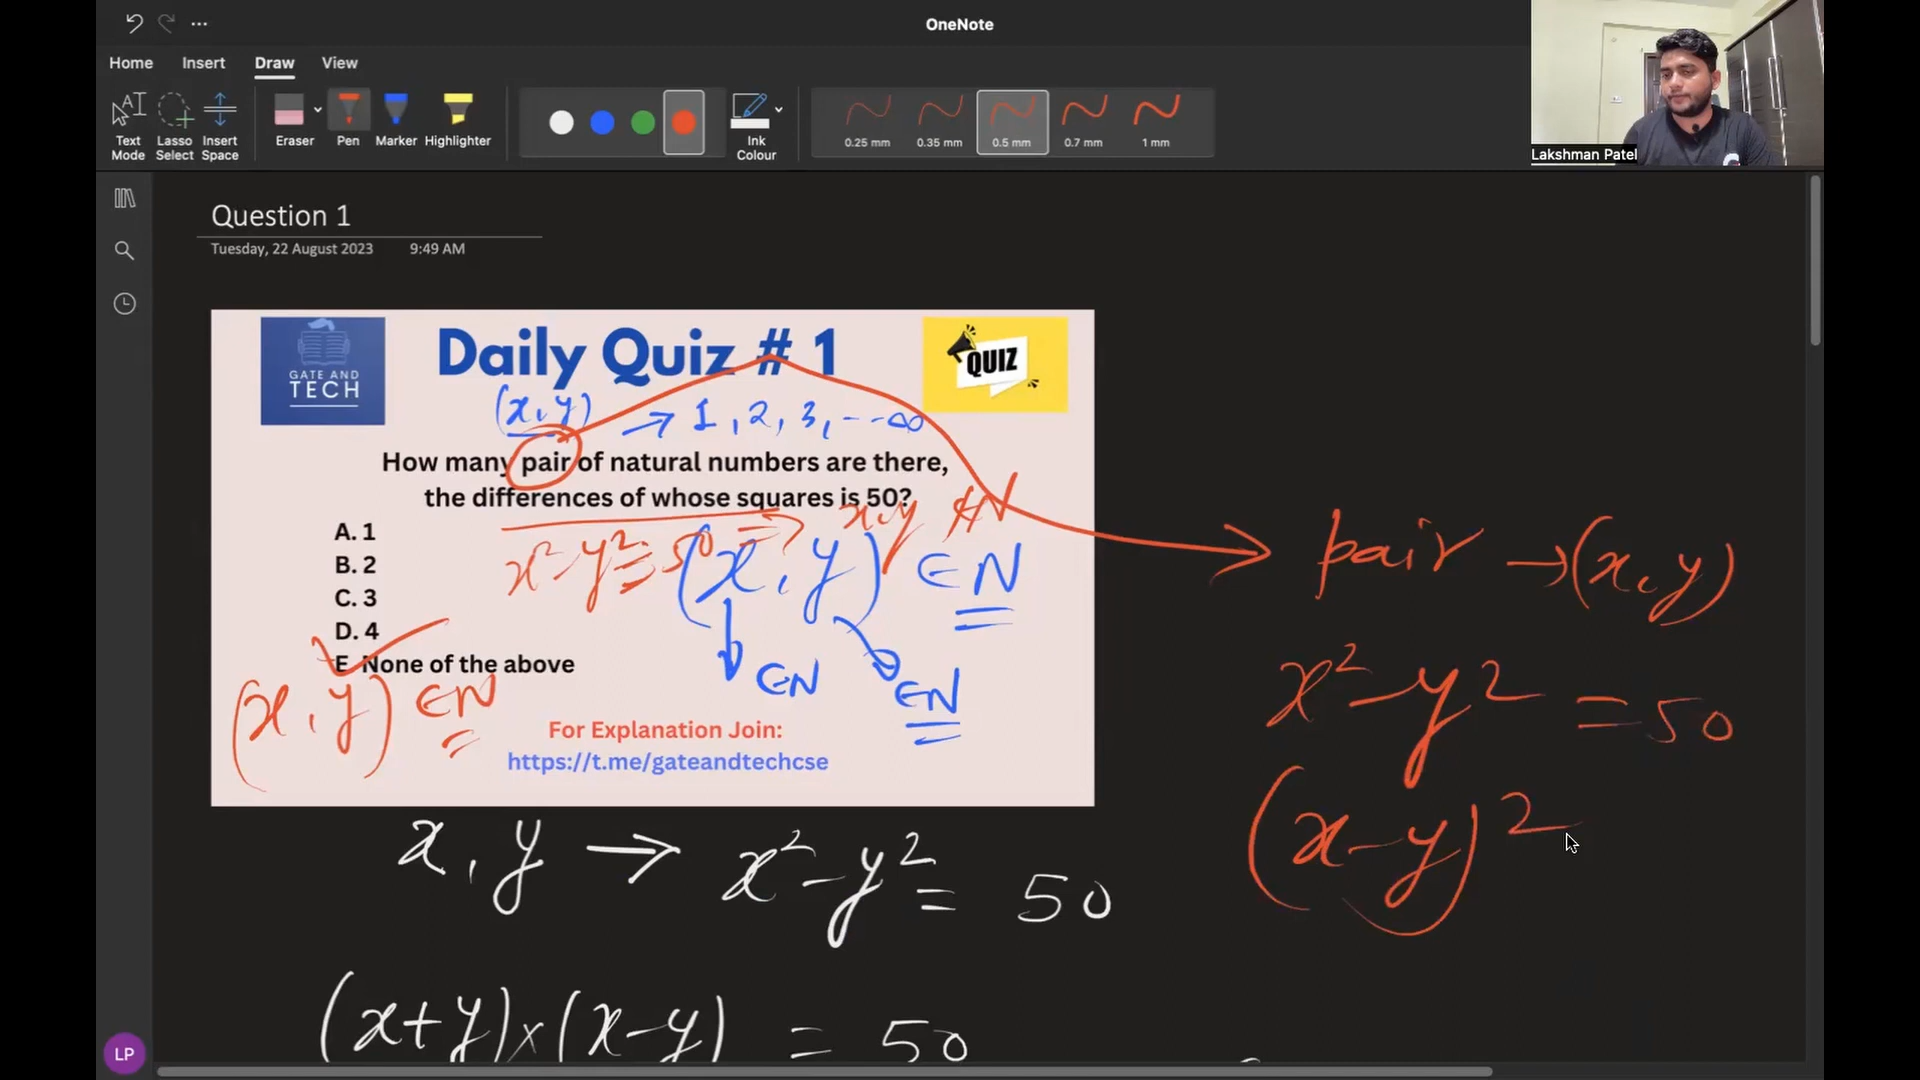 OneNote
Home Insert Draw View
Text Mode
Lasso Select
Insert Space
Eraser
Pen
Marker
Highlighter
Ink Colour
0.25 mm
0.35 mm
0.5 mm
0.7 mm
1 mm
Lakshman Patel
Question 1
Tuesday, 22 August 2023 9:49 AM
GATE AND
TECH
Daily Quiz # 1
QUIZ
(x, y) → 1, 2, 3, --∞
How many pair of natural numbers are there,
the differences of whose squares is 50?
A. 1
B. 2
C. 3
D. 4
E. None of the above
x²-y²=50
x,y ∉N
(x, y) ∈ N
∈N
∈N
(x, y) ∈N
For Explanation Join:
https://t.me/gateandtechcse
pair →(x,y)
x²-y² =50
(x-y)²
x, y → x²-y² = 50
(x+y)×(x-y) = 50
LP